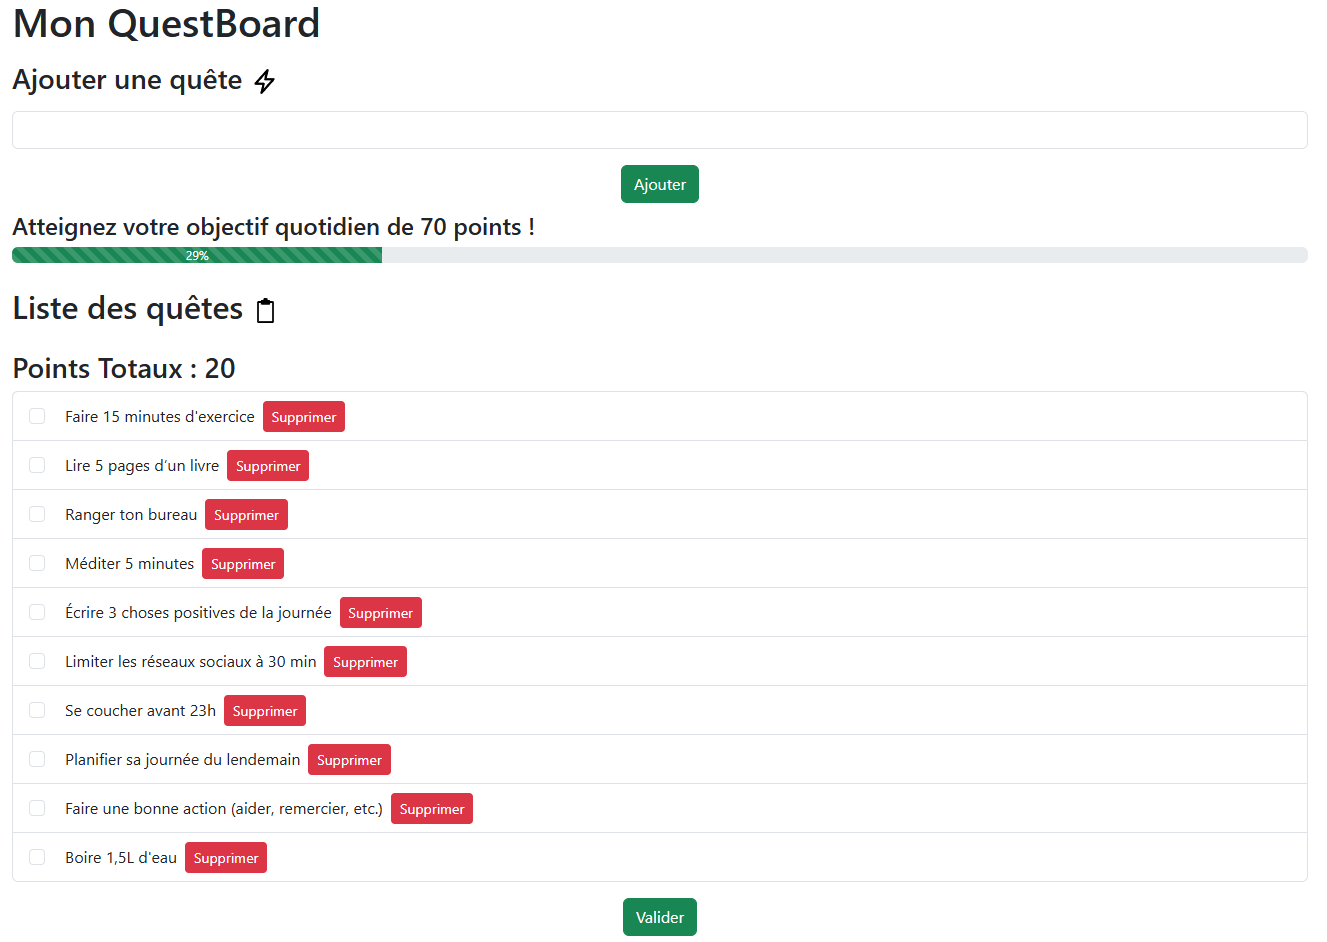 Mon QuestBoard
Ajouter une quête
Ajouter
Atteignez votre objectif quotidien de 70 points !
29%
Liste des quêtes
Points Totaux : 20
Faire 15 minutes d'exercice Supprimer
Lire 5 pages d’un livre Supprimer
Ranger ton bureau Supprimer
Méditer 5 minutes Supprimer
Écrire 3 choses positives de la journée Supprimer
Limiter les réseaux sociaux à 30 min Supprimer
Se coucher avant 23h Supprimer
Planifier sa journée du lendemain Supprimer
Faire une bonne action (aider, remercier, etc.) Supprimer
Boire 1,5L d'eau Supprimer
Valider